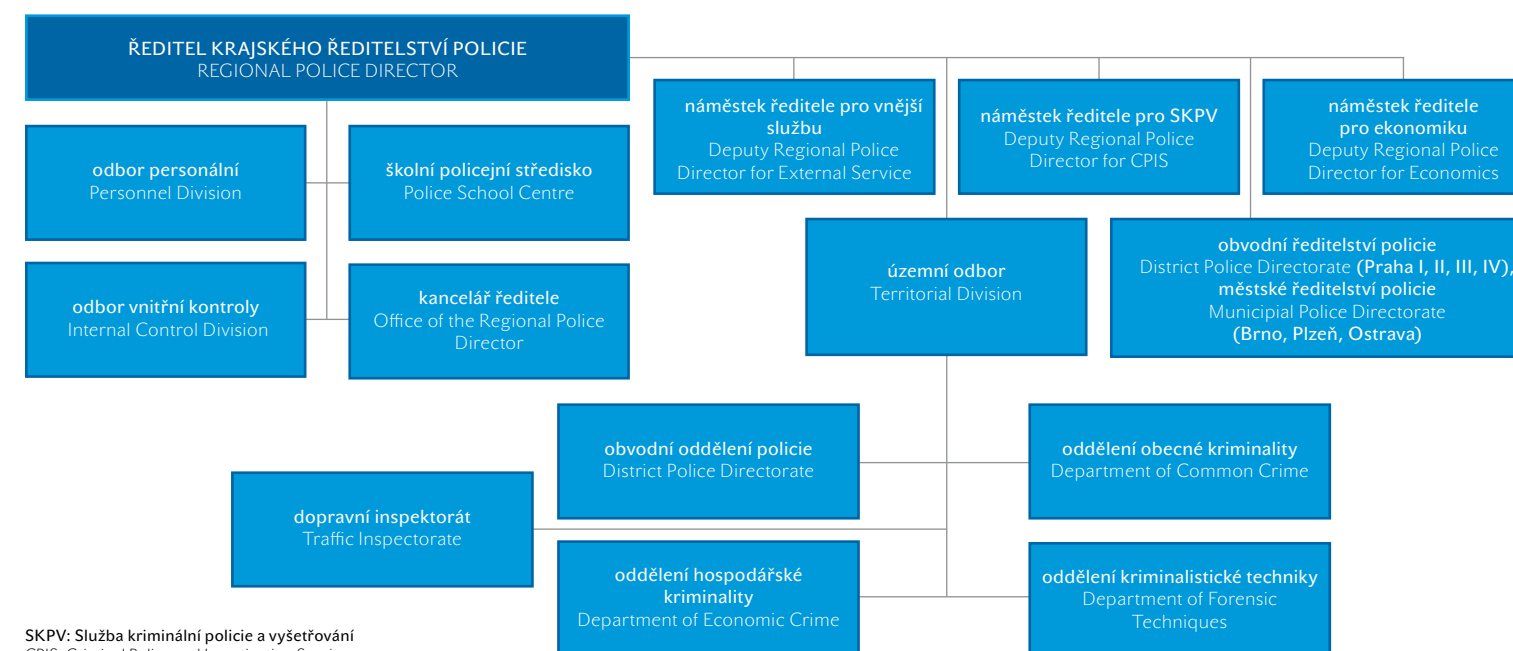 ŘEDITEL KRAJSKÉHO ŘEDITELSTVÍ POLICIE
REGIONAL POLICE DIRECTOR
odbor personální
Personnel Division
školní policejní středisko
Police School Centre
odbor vnitřní kontroly
Internal Control Division
kancelář ředitele
Office of the Regional Police
Director
náměstek ředitele pro vnější
službu
Deputy Regional Police
Director for External Service
náměstek ředitele pro SKPV
Deputy Regional Police
Director for CPIS
náměstek ředitele
pro ekonomiku
Deputy Regional Police
Director for Economics
územní odbor
Territorial Division
obvodní ředitelství policie
District Police Directorate (Praha I, II, III, IV),
městské ředitelství policie
Municipial Police Directorate
(Brno, Plzeň, Ostrava)
obvodní oddělení policie
District Police Directorate
oddělení obecné kriminality
Department of Common Crime
dopravní inspektorát
Traffic Inspectorate
oddělení hospodářské
kriminality
Department of Economic Crime
oddělení kriminalistické techniky
Department of Forensic
Techniques
SKPV: Služba kriminální policie a vyšetřování